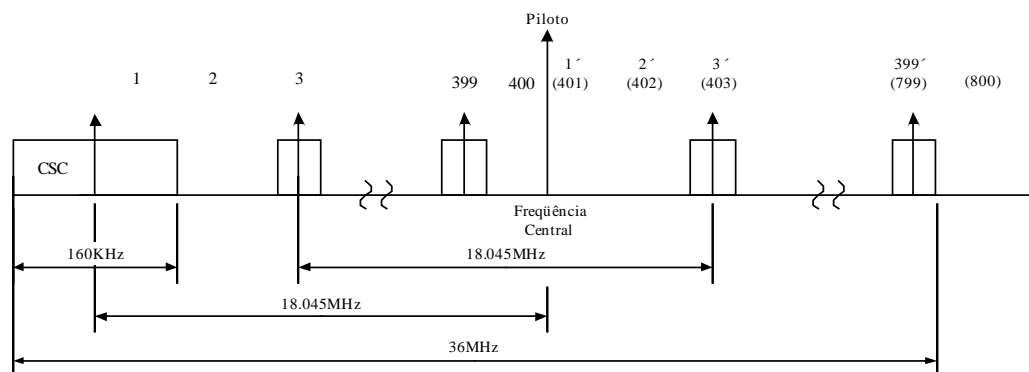 Piloto
1 2 3 399 400 1´ 2´ 3´ 399´
(401) (402) (403) (799) (800)
CSC
Freqüência
Central
160KHz 18.045MHz
18.045MHz
36MHz